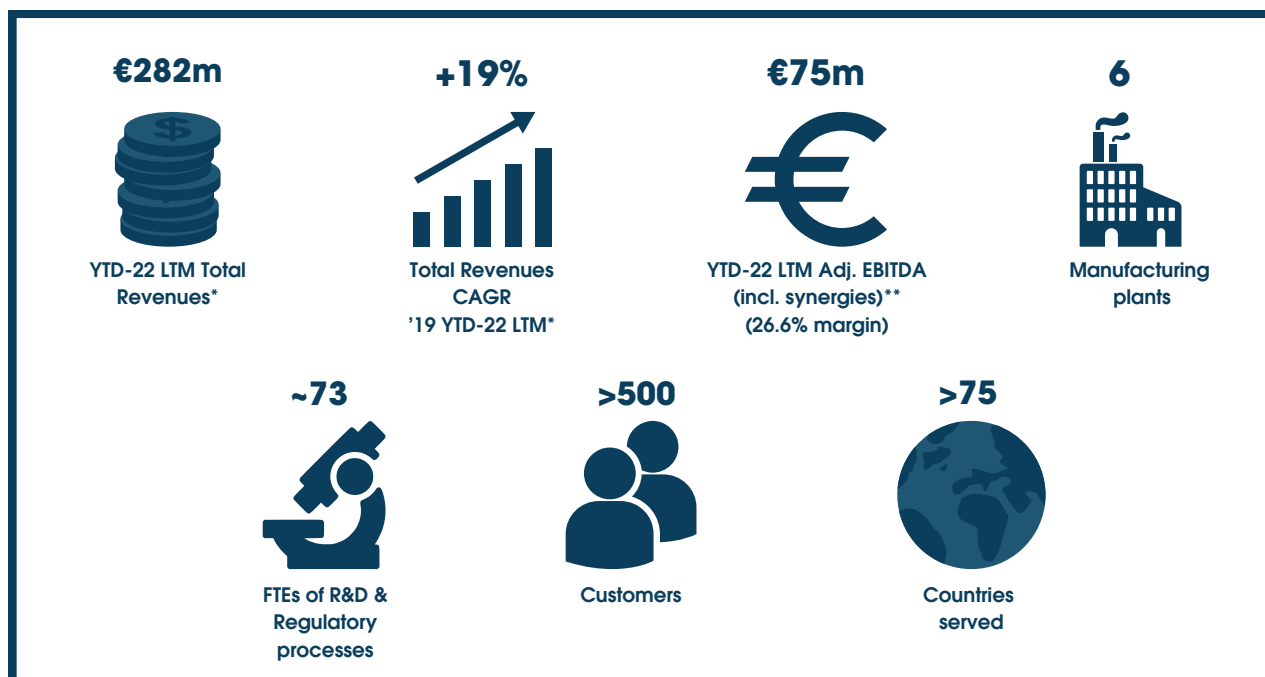 €282m
$
YTD-22 LTM Total
Revenues*
+19%
Total Revenues
CAGR
’19 YTD-22 LTM*
€75m
€
YTD-22 LTM Adj. EBITDA
(incl. synergies)**
(26.6% margin)
6
Manufacturing
plants
~73
FTEs of R&D &
Regulatory
processes
>500
Customers
>75
Countries
served